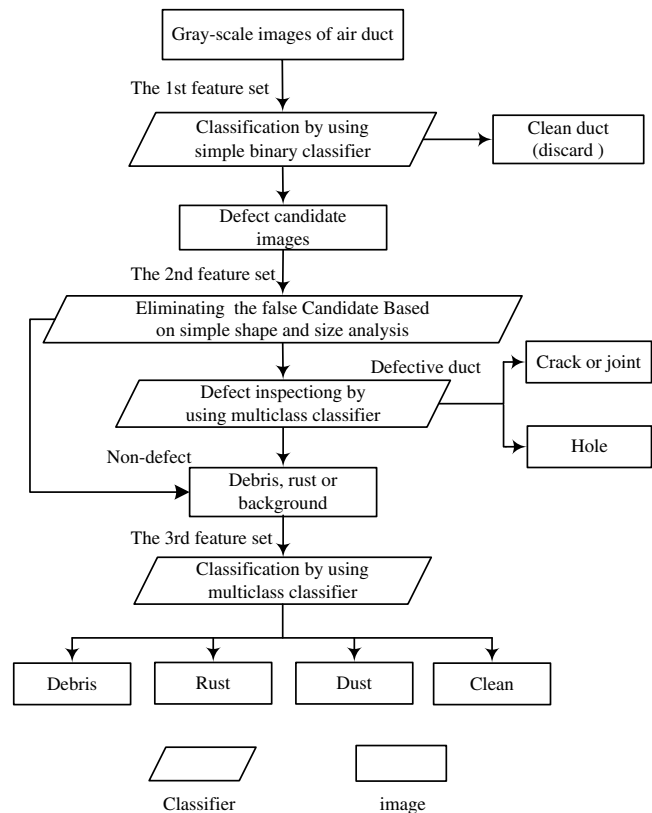 Gray-scale images of air duct
The 1st feature set
Classification by using
simple binary classifier
Clean duct
(discard )
Defect candidate
images
The 2nd feature set
Eliminating the false Candidate Based
on simple shape and size analysis
Defective duct
Crack or joint
Defect inspectiong by
using multiclass classifier
Hole
Non-defect
Debris, rust or
background
The 3rd feature set
Classification by using
multiclass classifier
Debris
Rust
Dust
Clean
Classifier
image